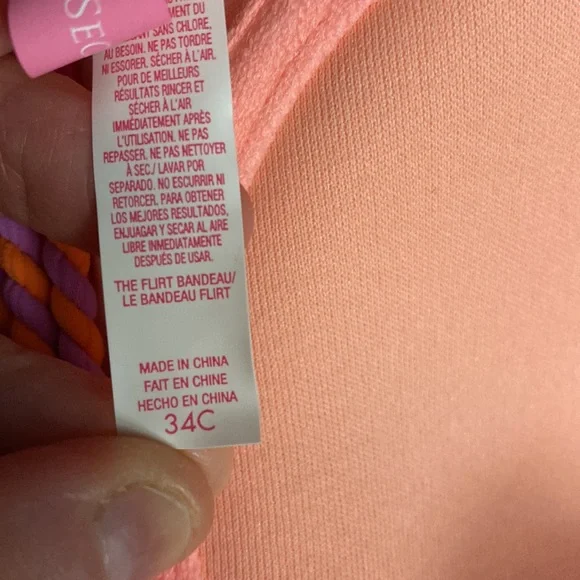 SEC
MENT DU
SANS CHLORE,
AU BESOIN. NE PAS TORDRE
NI ESSORER. SÉCHER À L'AIR.
POUR DE MEILLEURS
RÉSULTATS RINCER ET
SÉCHER À L'AIR
IMMÉDIATEMENT APRÈS
L'UTILISATION. NE PAS
REPASSER. NE PAS NETTOYER
À SEC./ LAVAR POR
SEPARADO. NO ESCURRIR NI
RETORCER. PARA OBTENER
LOS MEJORES RESULTADOS,
ENJUAGAR Y SECAR AL AIRE
LIBRE INMEDIATAMENTE
DESPUÉS DE USAR.
THE FLIRT BANDEAU/
LE BANDEAU FLIRT
MADE IN CHINA
FAIT EN CHINE
HECHO EN CHINA
34C